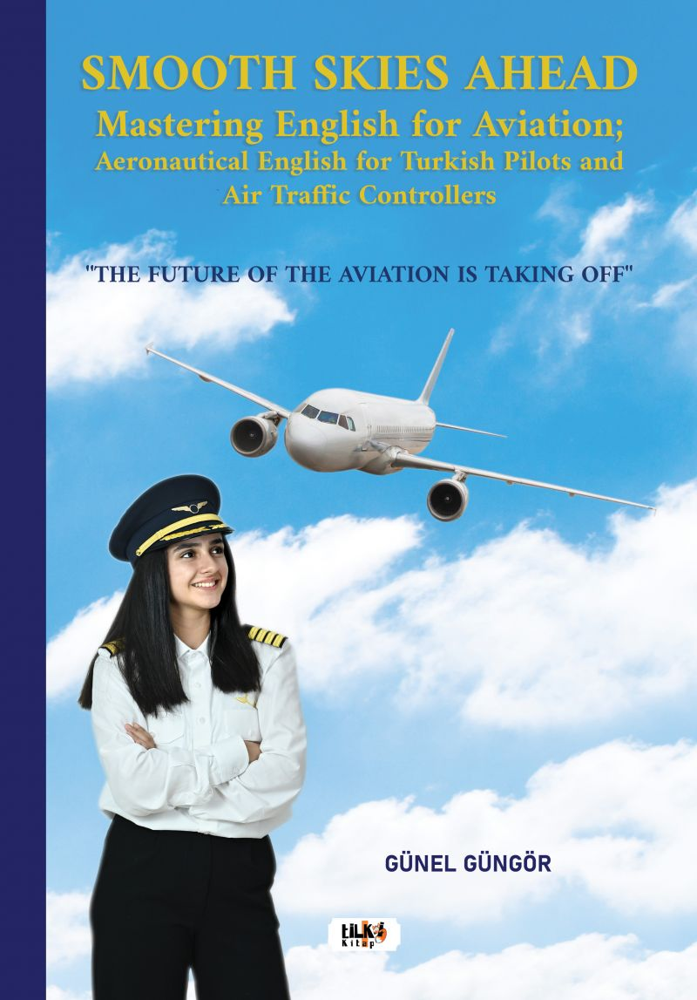 SMOOTH SKIES AHEAD
Mastering English for Aviation;
Aeronautical English for Turkish Pilots and
Air Traffic Controllers
"THE FUTURE OF THE AVIATION IS TAKING OFF"
GÜNEL GÜNGÖR
tiLKi
Kitap